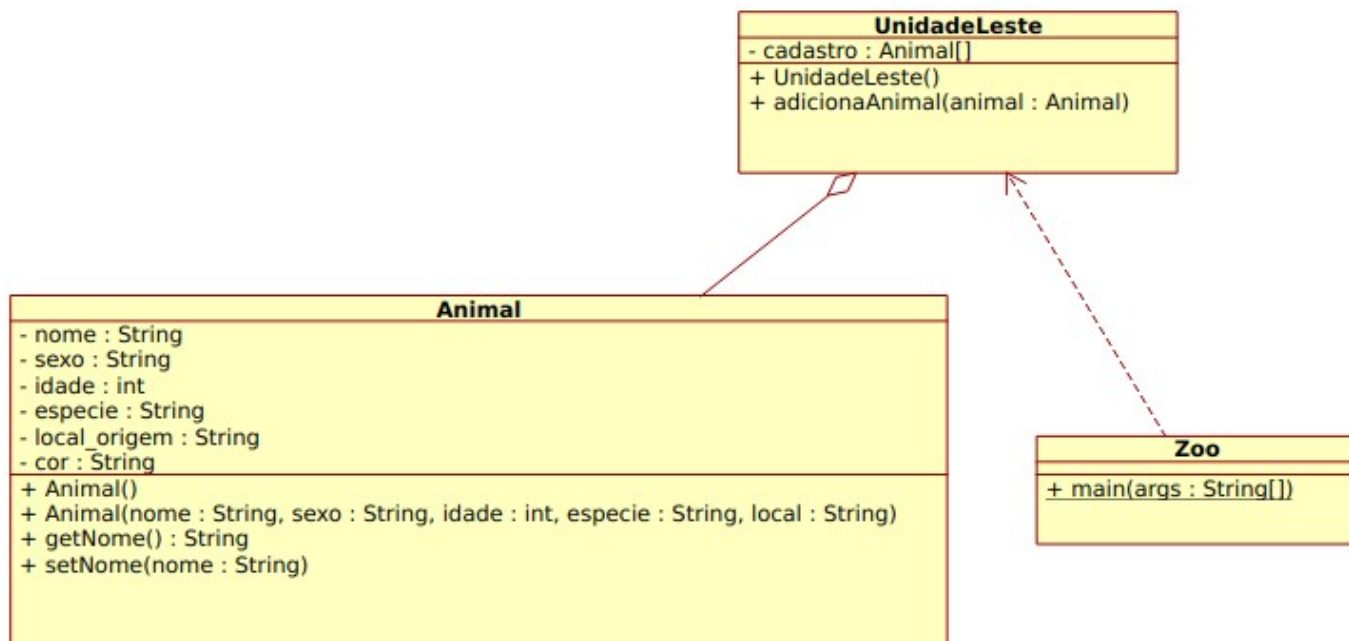 UnidadeLeste
- cadastro : Animal[]
+ UnidadeLeste()
+ adicionaAnimal(animal : Animal)
Animal
- nome : String
- sexo : String
- idade : int
- especie : String
- local_origem : String
- cor : String
+ Animal()
+ Animal(nome : String, sexo : String, idade : int, especie : String, local : String)
+ getNome() : String
+ setNome(nome : String)
Zoo
+ main(args : String[])